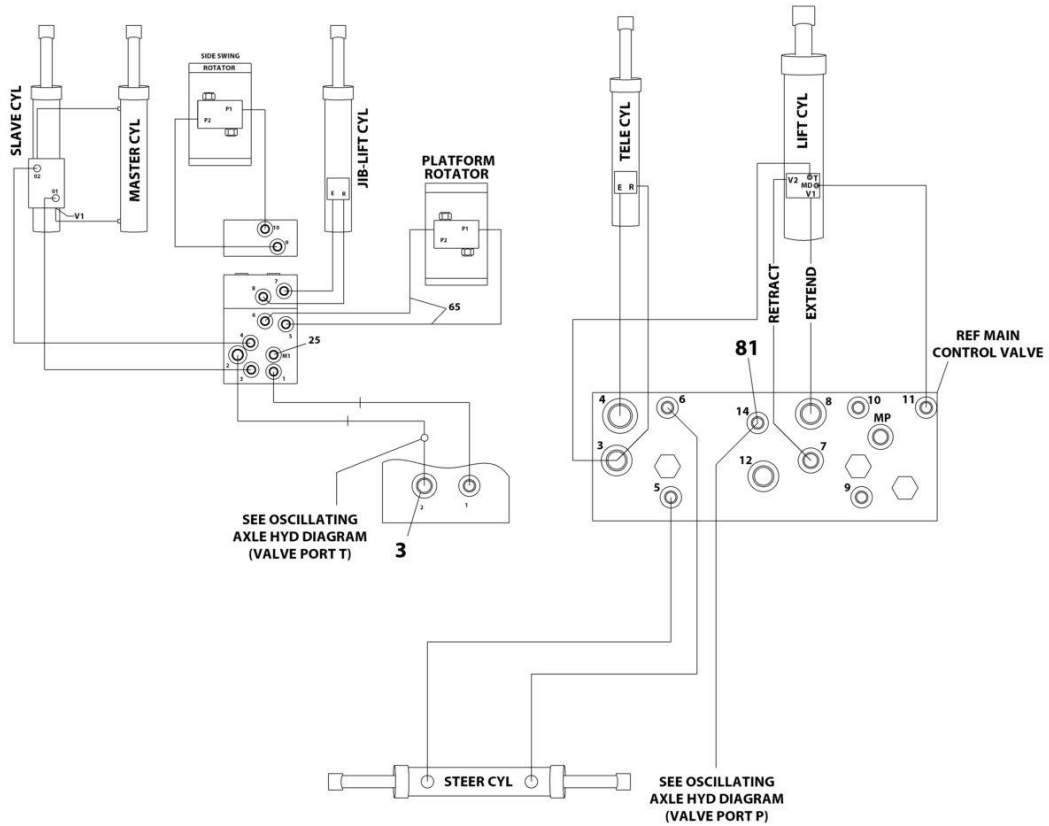 SLAVE CYL
O2
O1
V1
MASTER CYL
SIDE SWING
ROTATOR
P1
P2
E R
JIB-LIFT CYL
PLATFORM
ROTATOR
P1
P2
10
9
7
8
6
5
65
4
25
2
M1
3
1
2
1
3
SEE OSCILLATING
AXLE HYD DIAGRAM
(VALVE PORT T)
TELE CYL
E R
LIFT CYL
V2
T
MD
V1
RETRACT
EXTEND
REF MAIN
CONTROL VALVE
81
4
6
14
8
10
11
MP
3
12
7
5
9
STEER CYL
SEE OSCILLATING
AXLE HYD DIAGRAM
(VALVE PORT P)